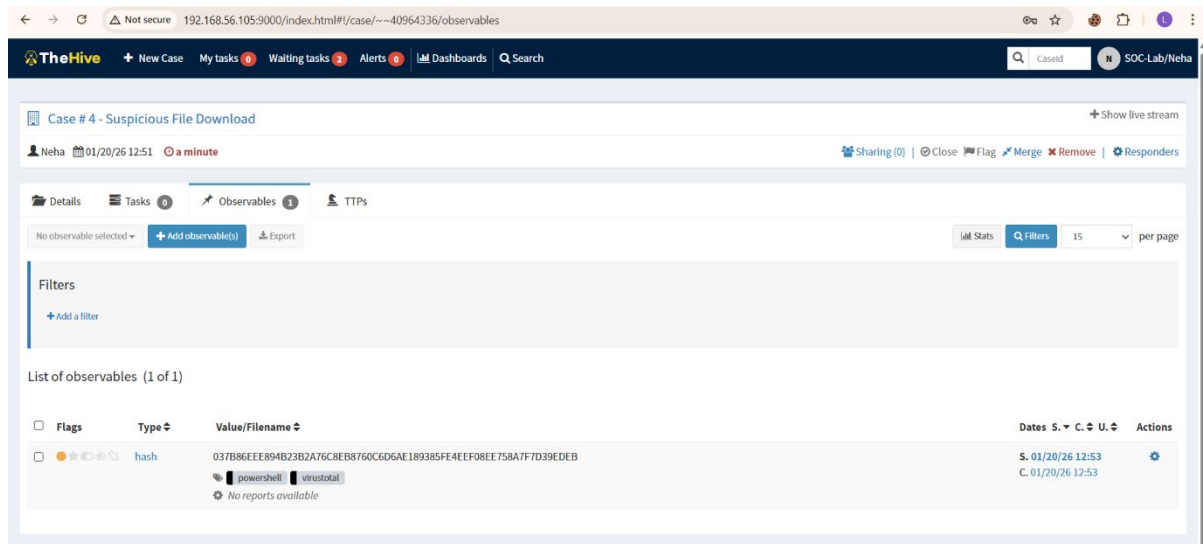 Not secure 192.168.56.105:9000/index.html#!/case/~~40964336/observables L
TheHive + New Case My tasks 0 Waiting tasks 2 Alerts 0 Dashboards Search CaseId N SOC-Lab/Neha
Case # 4 - Suspicious File Download + Show live stream
Neha 01/20/26 12:51 a minute Sharing (0) | Close Flag Merge Remove | Responders
Details Tasks 0 Observables 1 TTPs
No observable selected + Add observable(s) Export Stats Filters 15 per page
Filters
+ Add a filter
List of observables (1 of 1)
Flags Type Value/Filename Dates S. C. U. Actions
hash 037B86EEE894B23B2A76C8EB8760C6D6AE189385FE4EEF08EE758A7F7D39EDEB S. 01/20/26 12:53
powershell virustotal C. 01/20/26 12:53
No reports available